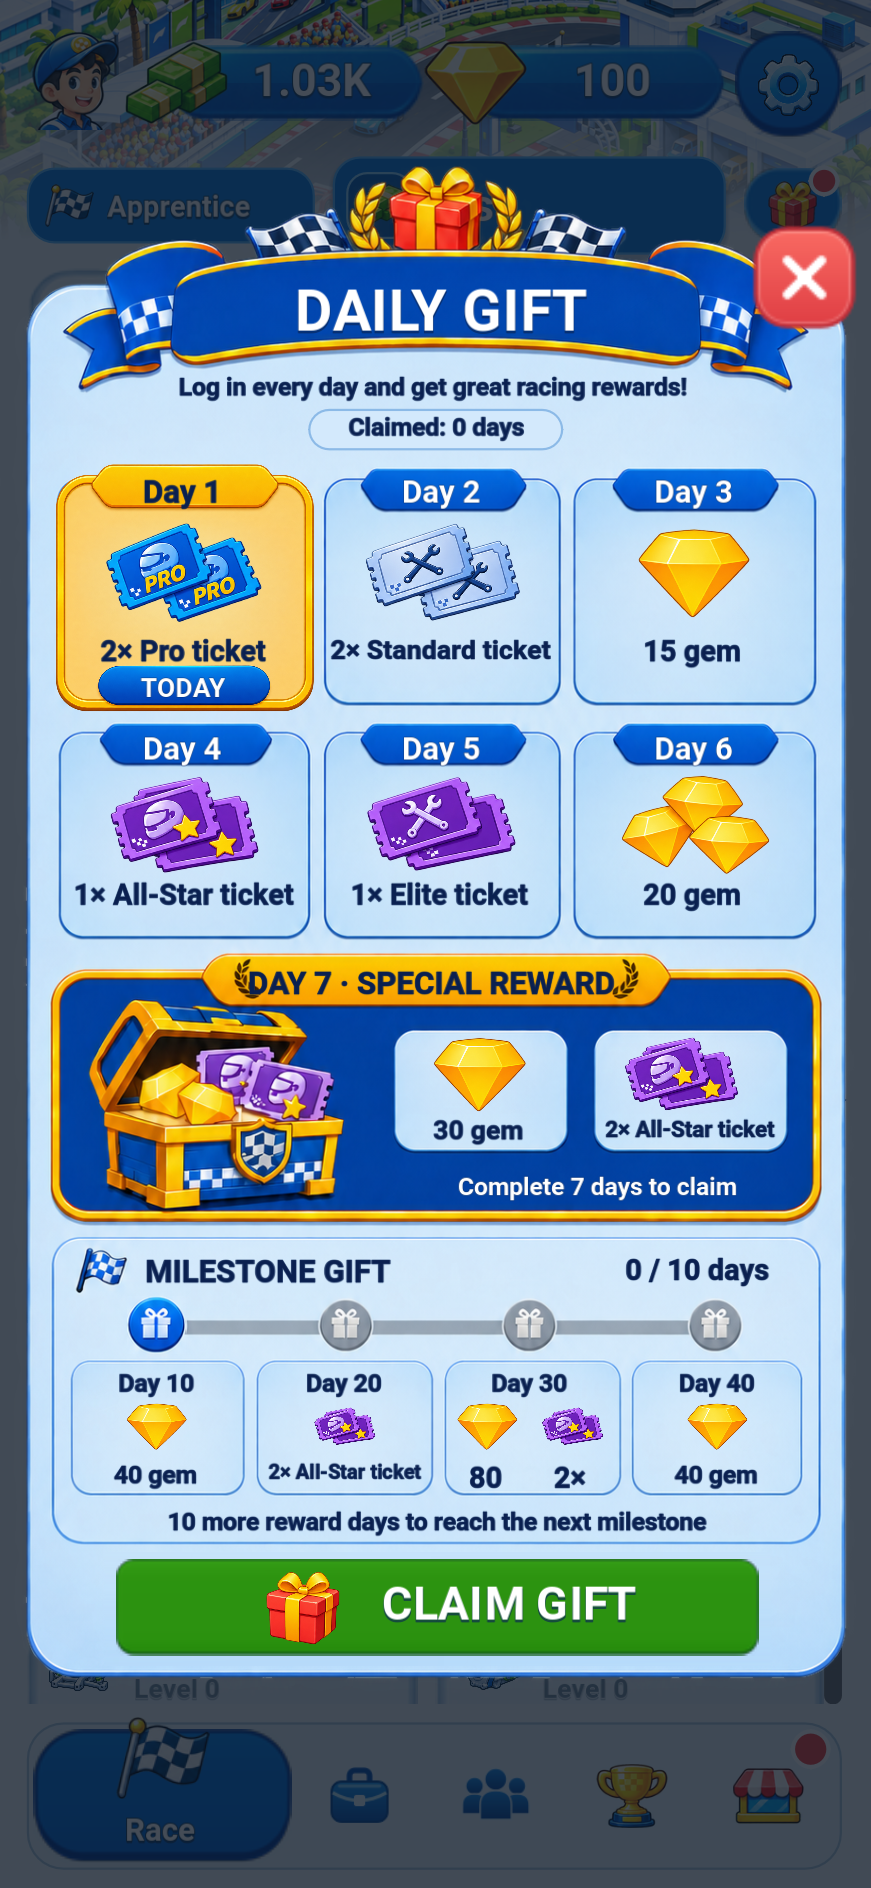 1.03K
100
Apprentice
DAILY GIFT
Log in every day and get great racing rewards!
Claimed: 0 days
Day 1
Day 2
Day 3
PRO
PRO
2× Pro ticket
2× Standard ticket
15 gem
TODAY
Day 4
Day 5
Day 6
1× All-Star ticket
1× Elite ticket
20 gem
DAY 7 · SPECIAL REWARD
30 gem
2× All-Star ticket
Complete 7 days to claim
MILESTONE GIFT
0 / 10 days
Day 10
Day 20
Day 30
Day 40
40 gem
2× All-Star ticket
80
2×
40 gem
10 more reward days to reach the next milestone
CLAIM GIFT
Level 0
Level 0
Race